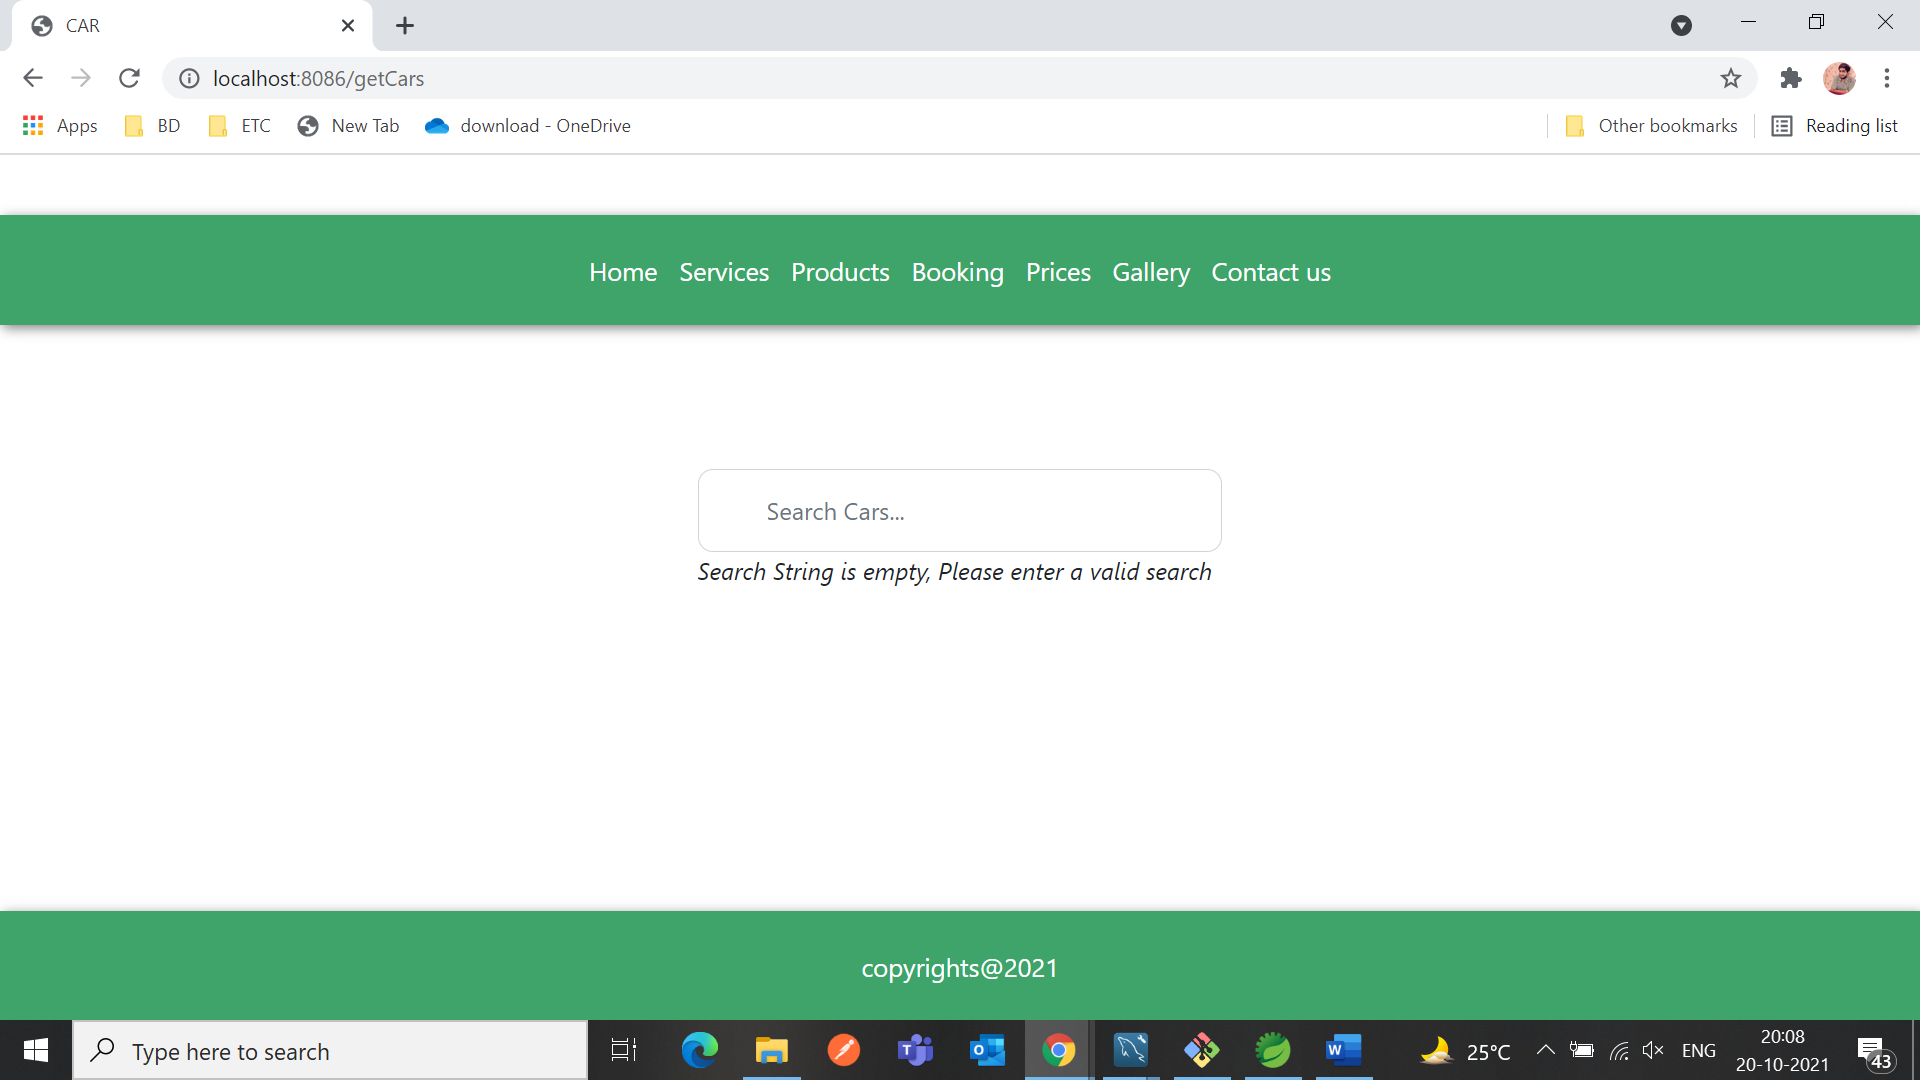 CAR
localhost:8086/getCars
Apps BD ETC New Tab download - OneDrive Other bookmarks Reading list
Home Services Products Booking Prices Gallery Contact us
Search Cars...
Search String is empty, Please enter a valid search
copyrights@2021
Type here to search 25°C ENG 20:08 20-10-2021 43